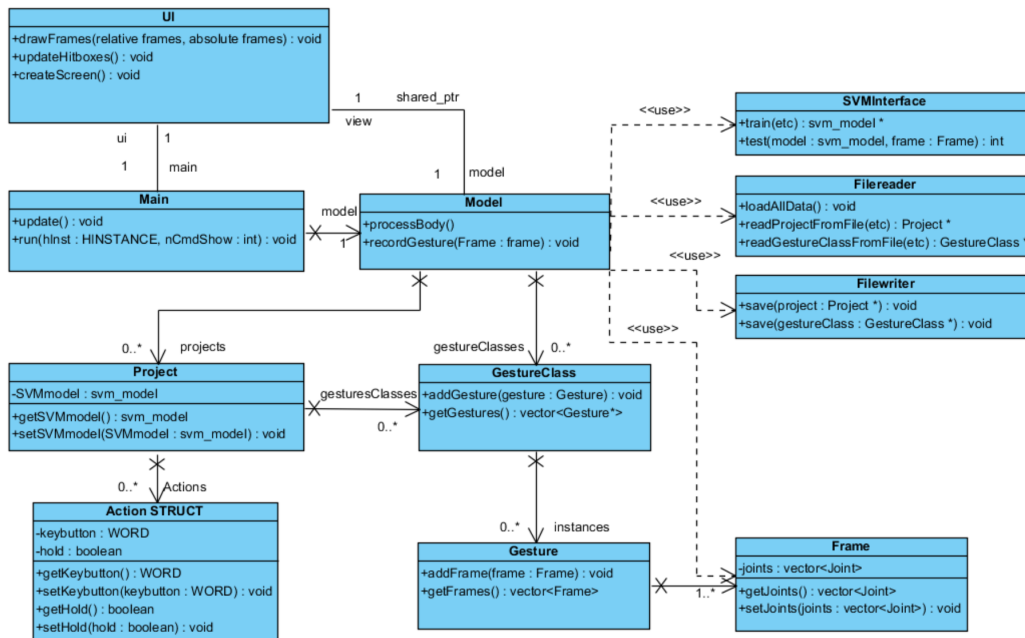 UI
+drawFrames(relative frames, absolute frames) : void
+updateHitboxes() : void
+createScreen() : void
1
shared_ptr
view
ui
1
1
main
1
model
<<use>>
SVMInterface
+train(etc) : svm_model *
+test(model : svm_model, frame : Frame) : int
Main
+update() : void
+run(hInst : HINSTANCE, nCmdShow : int) : void
model
1
Model
+processBody()
+recordGesture(Frame : frame) : void
<<use>>
Filereader
+loadAllData() : void
+readProjectFromFile(etc) : Project *
+readGestureClassFromFile(etc) : GestureClass *
<<use>>
Filewriter
+save(project : Project *) : void
+save(gestureClass : GestureClass *) : void
<<use>>
0..*
projects
gestureClasses
0..*
Project
-SVMmodel : svm_model
+getSVMmodel() : svm_model
+setSVMmodel(SVMmodel : svm_model) : void
gesturesClasses
0..*
GestureClass
+addGesture(gesture : Gesture) : void
+getGestures() : vector<Gesture*>
0..*
Actions
Action STRUCT
-keybutton : WORD
-hold : boolean
+getKeybutton() : WORD
+setKeybutton(keybutton : WORD) : void
+getHold() : boolean
+setHold(hold : boolean) : void
0..*
instances
Gesture
+addFrame(frame : Frame) : void
+getFrames() : vector<Frame>
1..*
Frame
-joints : vector<Joint>
+getJoints() : vector<Joint>
+setJoints(joints : vector<Joint>) : void